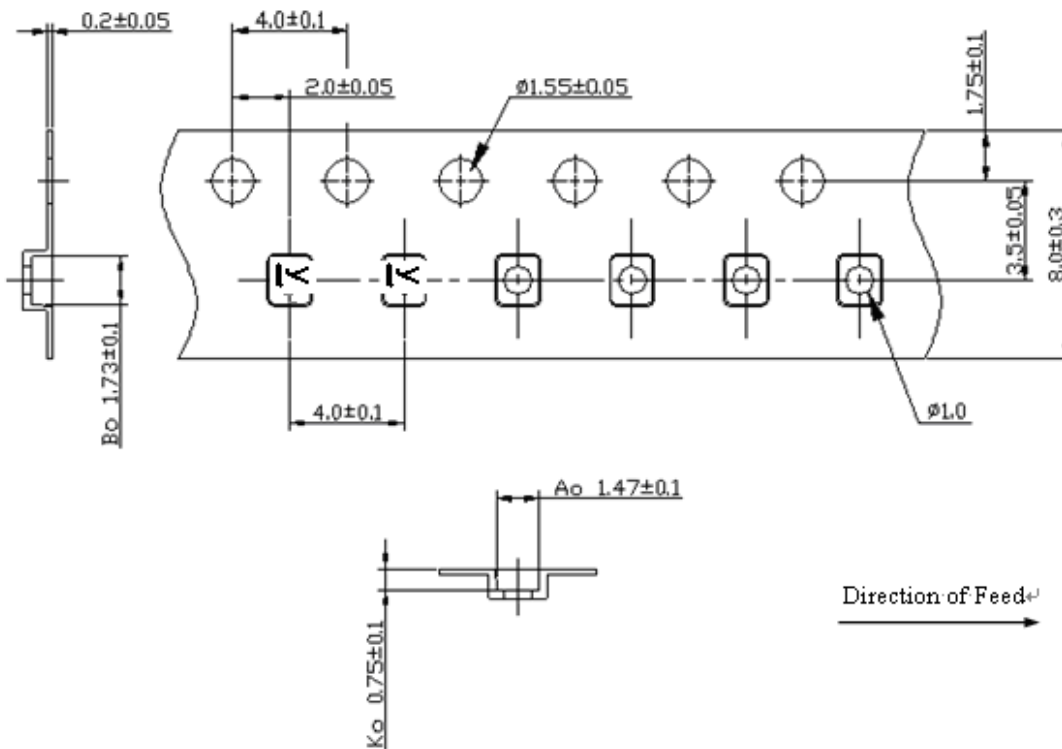 0.2±0.05
4.0±0.1
2.0±0.05
ø1.55±0.05
1.75±0.1
3.5±0.05
8.0±0.3
V
V
Bo 1.73±0.1
4.0±0.1
ø1.0
Ao 1.47±0.1
Ko 0.75±0.1
Direction of Feed↵